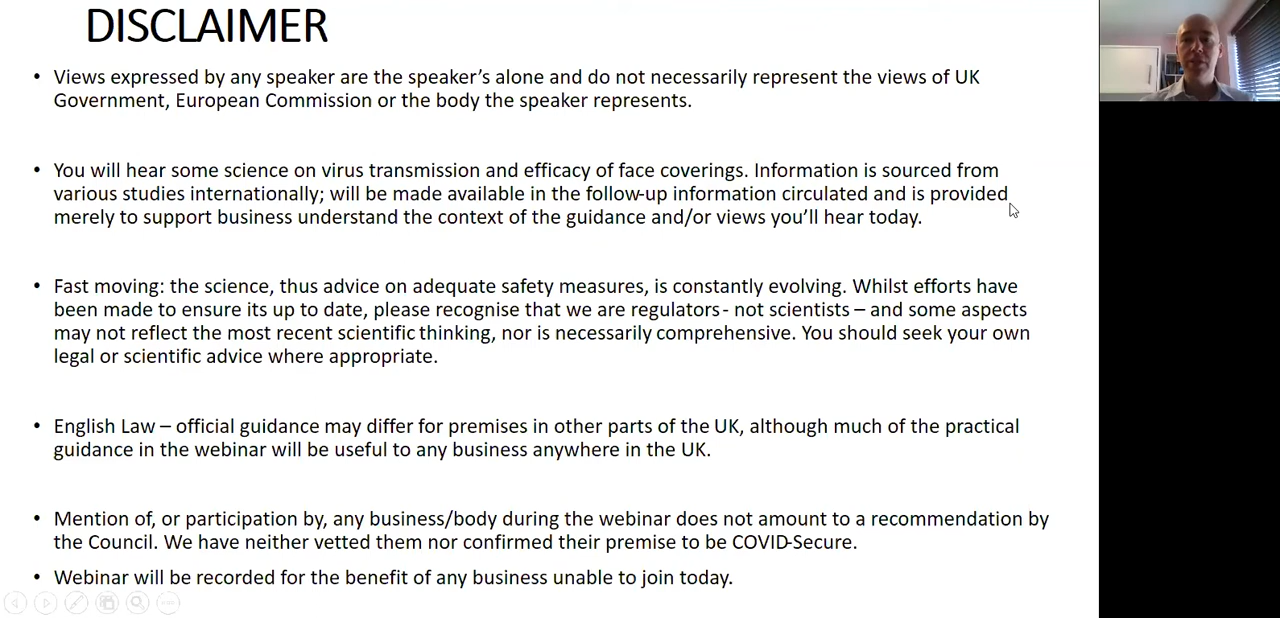 DISCLAIMER
• Views expressed by any speaker are the speaker’s alone and do not necessarily represent the views of UK
Government, European Commission or the body the speaker represents.
• You will hear some science on virus transmission and efficacy of face coverings. Information is sourced from
various studies internationally; will be made available in the follow-up information circulated and is provided
merely to support business understand the context of the guidance and/or views you’ll hear today.
• Fast moving: the science, thus advice on adequate safety measures, is constantly evolving. Whilst efforts have
been made to ensure its up to date, please recognise that we are regulators - not scientists – and some aspects
may not reflect the most recent scientific thinking, nor is necessarily comprehensive. You should seek your own
legal or scientific advice where appropriate.
• English Law – official guidance may differ for premises in other parts of the UK, although much of the practical
guidance in the webinar will be useful to any business anywhere in the UK.
• Mention of, or participation by, any business/body during the webinar does not amount to a recommendation by
the Council. We have neither vetted them nor confirmed their premise to be COVID-Secure.
• Webinar will be recorded for the benefit of any business unable to join today.